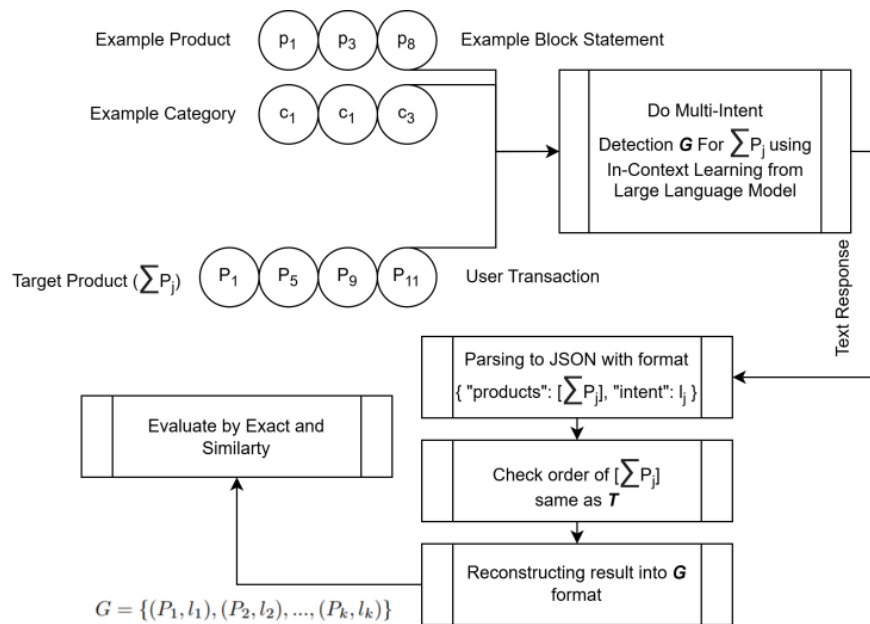 Example Product p₁ p₃ p₈ Example Block Statement
Example Category c₁ c₁ c₃
Do Multi-Intent
Detection G For ∑Pⱼ using
In-Context Learning from
Large Language Model
Target Product (∑Pⱼ) P₁ P₅ P₉ P₁₁ User Transaction
Text Response
Parsing to JSON with format
{ "products": [∑Pⱼ], "intent": lⱼ }
Check order of [∑Pⱼ]
same as T
Reconstructing result into G
format
Evaluate by Exact and
Similarty
G = {(P₁, l₁), (P₂, l₂), ..., (Pₖ, lₖ)}